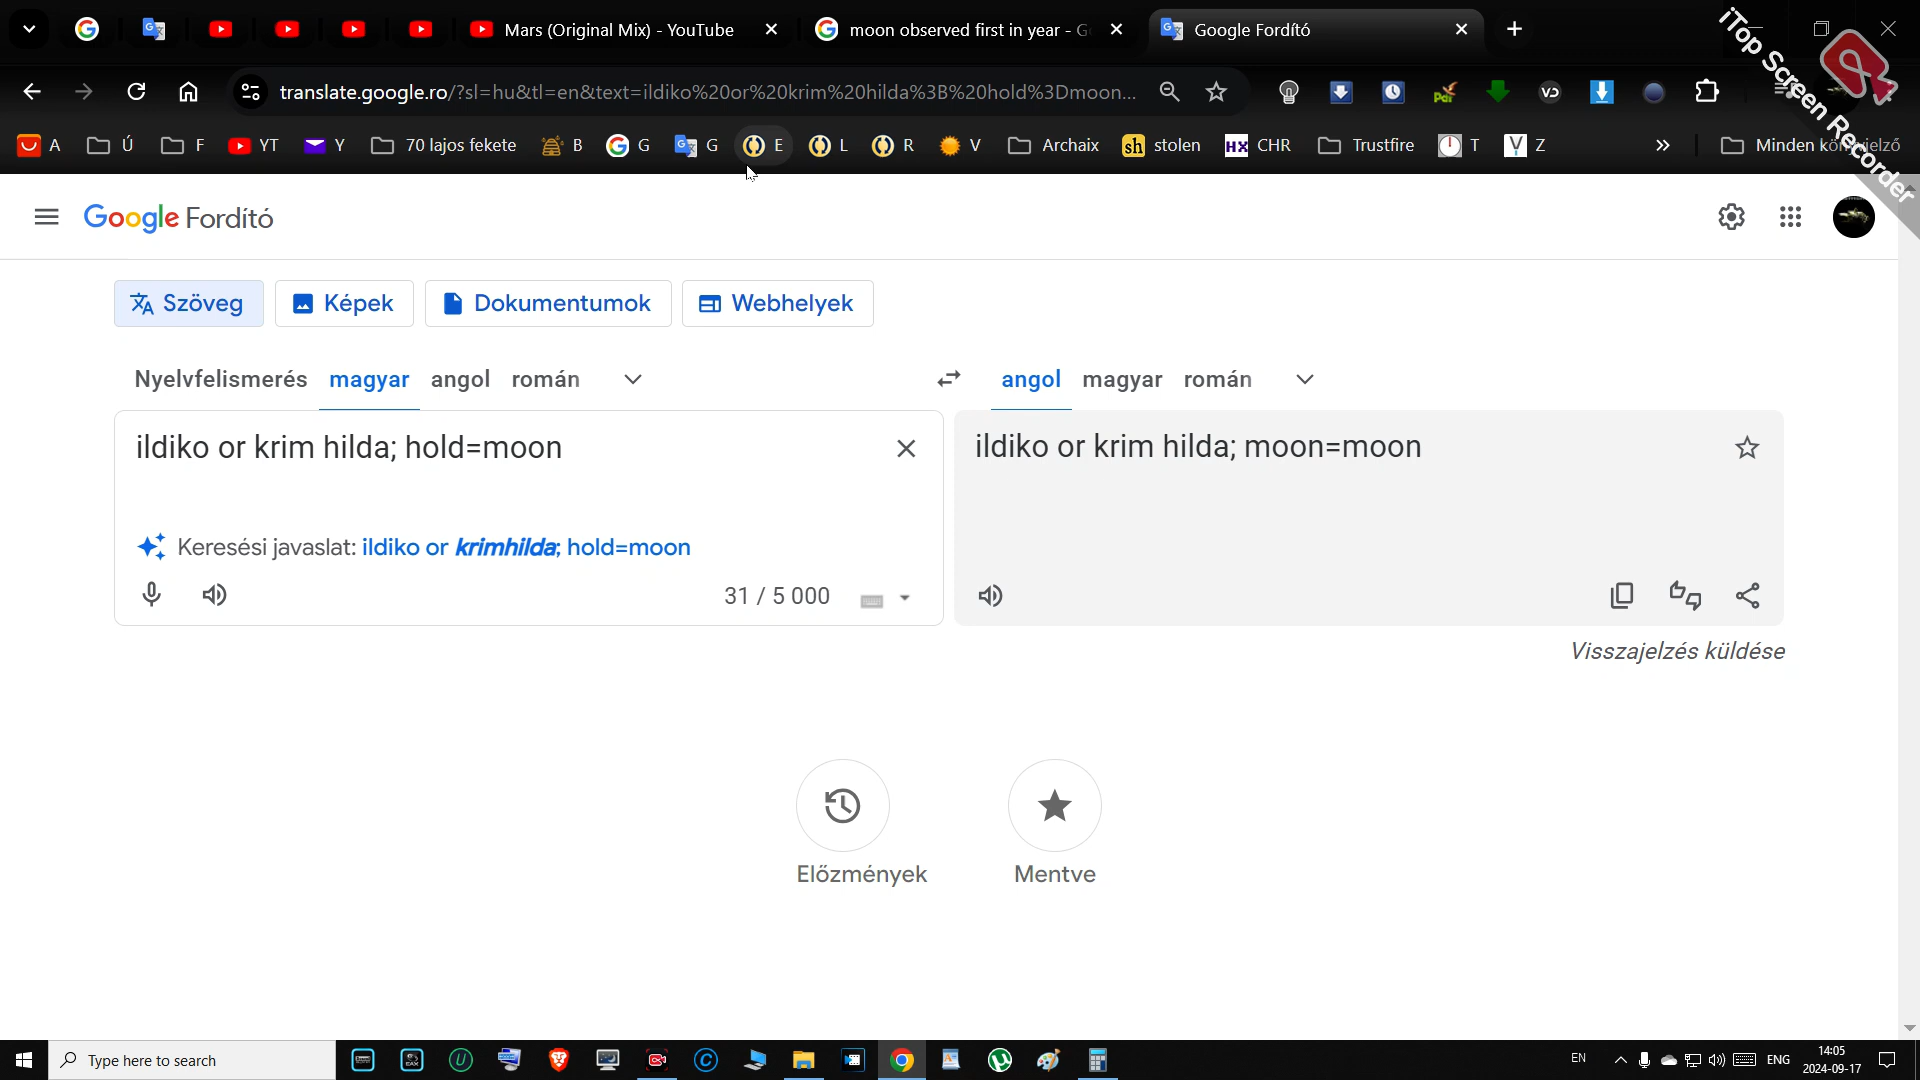 Mars (Original Mix) - YouTube
moon observed first in year - G
Google Fordító
translate.google.ro/?sl=hu&tl=en&text=ildiko%20or%20krim%20hilda%3B%20hold%3Dmoon...
A Ú F YT Y 70 lajos fekete B G G E L R V Archaix stolen CHR Trustfire T Z » Minden könyvjelző
iTop Screen Recorder
Google Fordító
Szöveg Képek Dokumentumok Webhelyek
Nyelvfelismerés magyar angol román angol magyar román
ildiko or krim hilda; hold=moon
ildiko or krim hilda; moon=moon
Keresési javaslat: ildiko or krimhilda; hold=moon
31 / 5 000
Visszajelzés küldése
Előzmények Mentve
Type here to search
EN ENG 14:05
2024-09-17